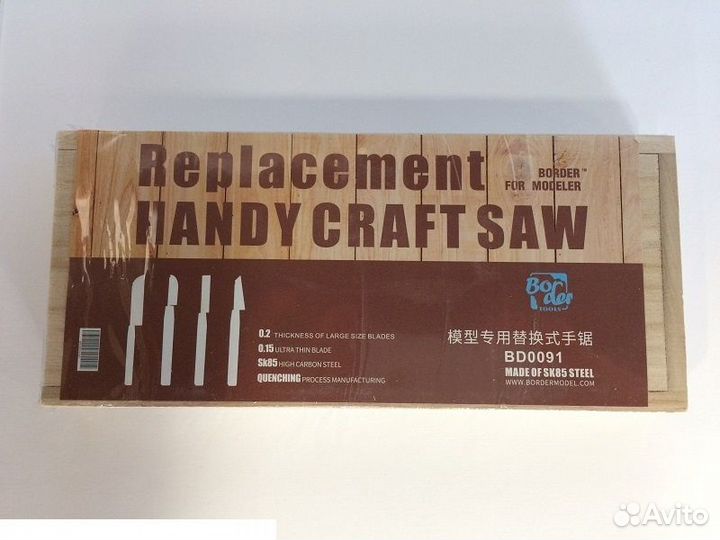 Replacement
BORDER™
FOR MODELER
HANDY CRAFT SAW
Border
TOOLS
0.2 THICKNESS OF LARGE SIZE BLADES
0.15 ULTRA THIN BLADE
Sk85 HIGH CARBON STEEL
QUENCHING PROCESS MANUFACTURING
模型专用替换式手锯
BD0091
MADE OF SK85 STEEL
WWW.BORDERMODEL.COM
Avito